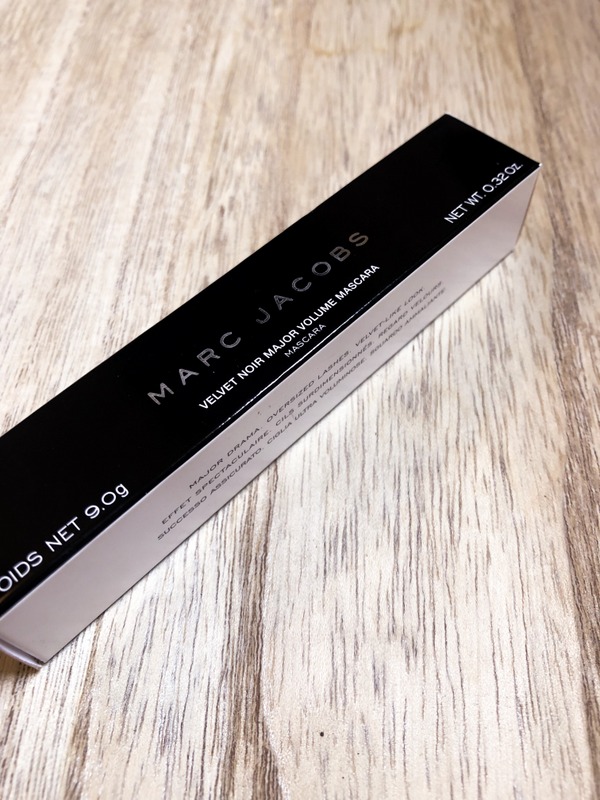 MARC JACOBS
VELVET NOIR MAJOR VOLUME MASCARA
MASCARA
OIDS NET 9.0g
NET WT. 0.32 Oz.
MAJOR DRAMA. OVERSIZED LASHES. VELVET-LIKE LOOK.
EFFET SPECTACULAIRE. CILS SURDIMENSIONNÉS. REGARD VELOURS.
SUCCESSO ASSICURATO. CIGLIA ULTRA VOLUMINOSE. SGUARDO AMMALIANTE.